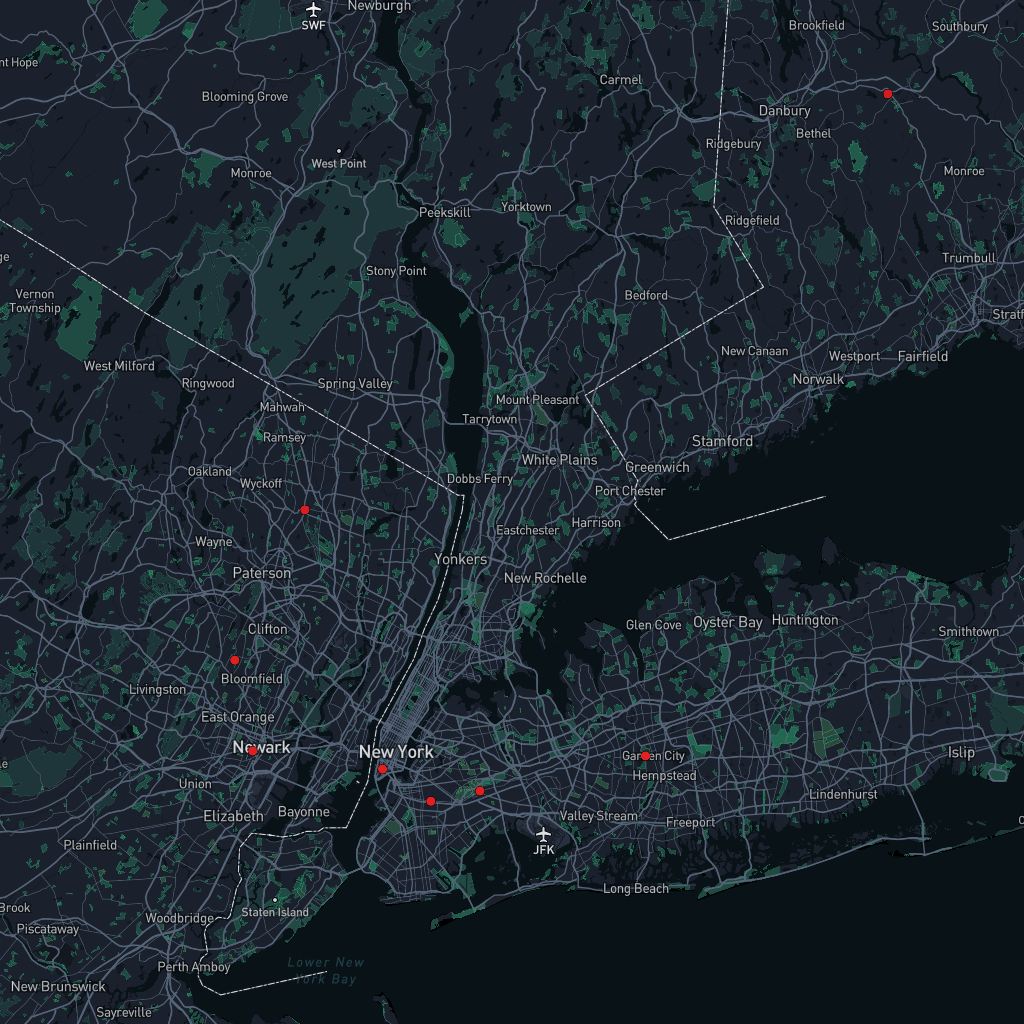 Newburgh
SWF
Brookfield
Southbury
nt Hope
Carmel
Blooming Grove
Danbury
Bethel
Ridgebury
West Point
Monroe
Monroe
Peekskill
Yorktown
Ridgefield
ge
Trumbull
Stony Point
Vernon
Township
Bedford
Stratf
New Canaan
Westport
Fairfield
West Milford
Ringwood
Spring Valley
Norwalk
Mahwah
Mount Pleasant
Tarrytown
Ramsey
Stamford
White Plains
Greenwich
Oakland
Wyckoff
Dobbs Ferry
Port Chester
Harrison
Eastchester
Wayne
Yonkers
Paterson
New Rochelle
Clifton
Glen Cove
Oyster Bay
Huntington
Smithtown
Bloomfield
Livingston
East Orange
Newark
New York
Garden City
Islip
le
Hempstead
Union
Lindenhurst
Elizabeth
Bayonne
Valley Stream
Freeport
JFK
Plainfield
Long Beach
Brook
Staten Island
Woodbridge
Piscataway
Perth Amboy
Lower New
York Bay
New Brunswick
Sayreville